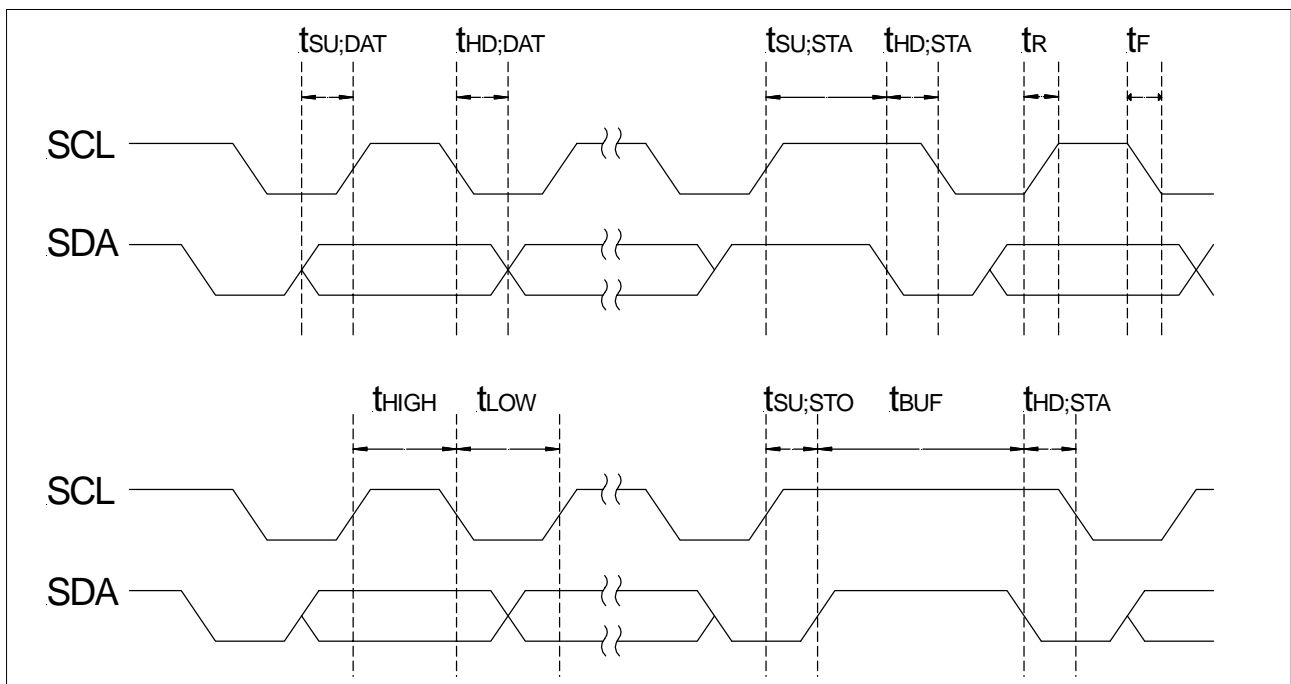 tSU;DAT tHD;DAT tSU;STA tHD;STA tR tF
SCL
SDA
tHIGH tLOW tSU;STO tBUF tHD;STA
SCL
SDA